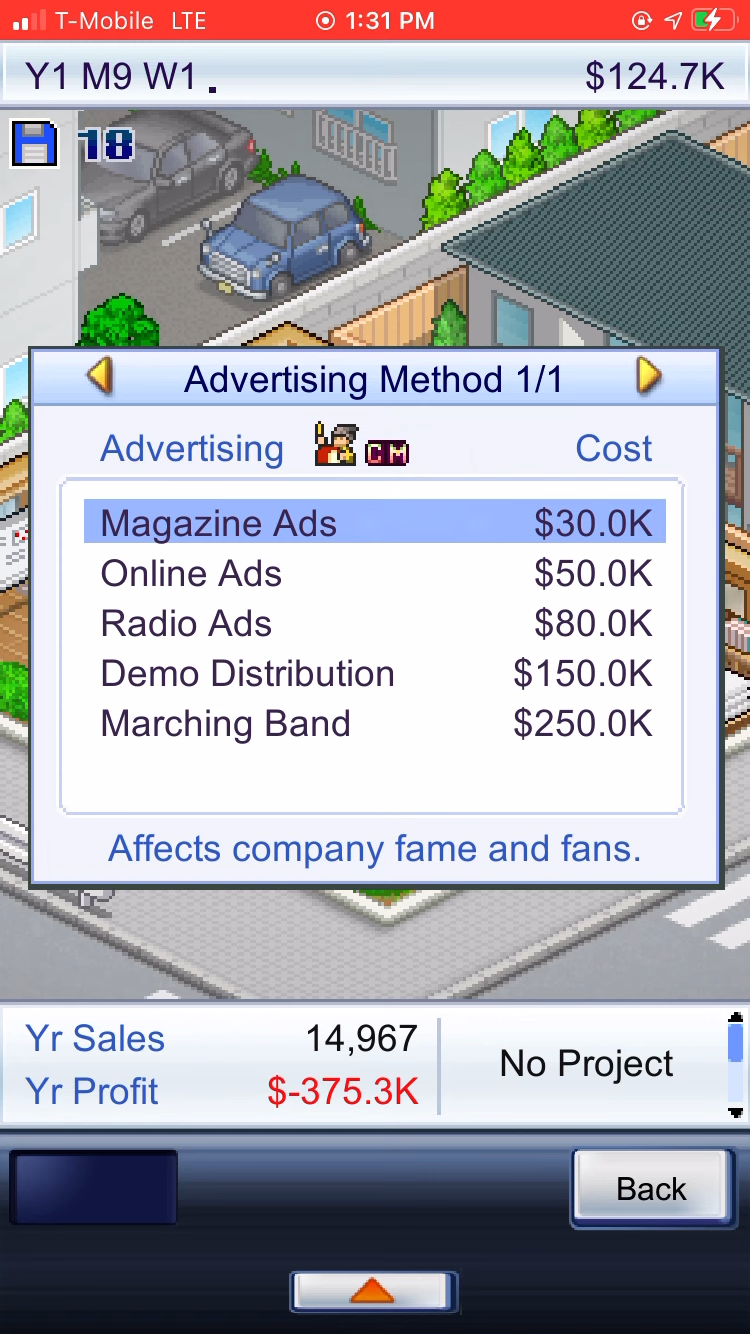 T-Mobile LTE 1:31 PM
Y1 M9 W1 . $124.7K
18
Advertising Method 1/1
Advertising CM Cost
Magazine Ads $30.0K
Online Ads $50.0K
Radio Ads $80.0K
Demo Distribution $150.0K
Marching Band $250.0K
Affects company fame and fans.
Yr Sales 14,967
Yr Profit $-375.3K
No Project
Back